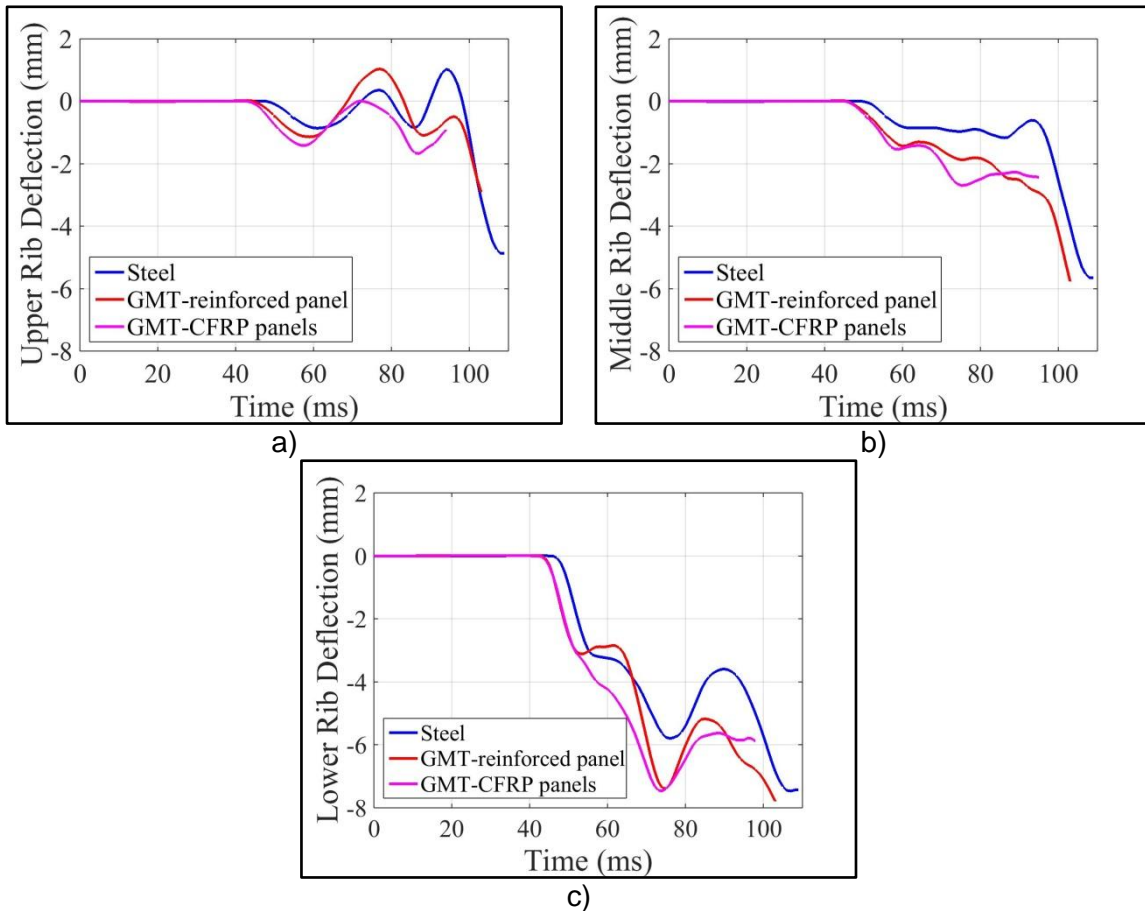 Upper Rib Deflection (mm)
2
0
-2
-4
-6
-8
Steel
GMT-reinforced panel
GMT-CFRP panels
0 20 40 60 80 100
Time (ms)
a)
Middle Rib Deflection (mm)
2
0
-2
-4
-6
-8
Steel
GMT-reinforced panel
GMT-CFRP panels
0 20 40 60 80 100
Time (ms)
b)
Lower Rib Deflection (mm)
2
0
-2
-4
-6
-8
Steel
GMT-reinforced panel
GMT-CFRP panels
0 20 40 60 80 100
Time (ms)
c)